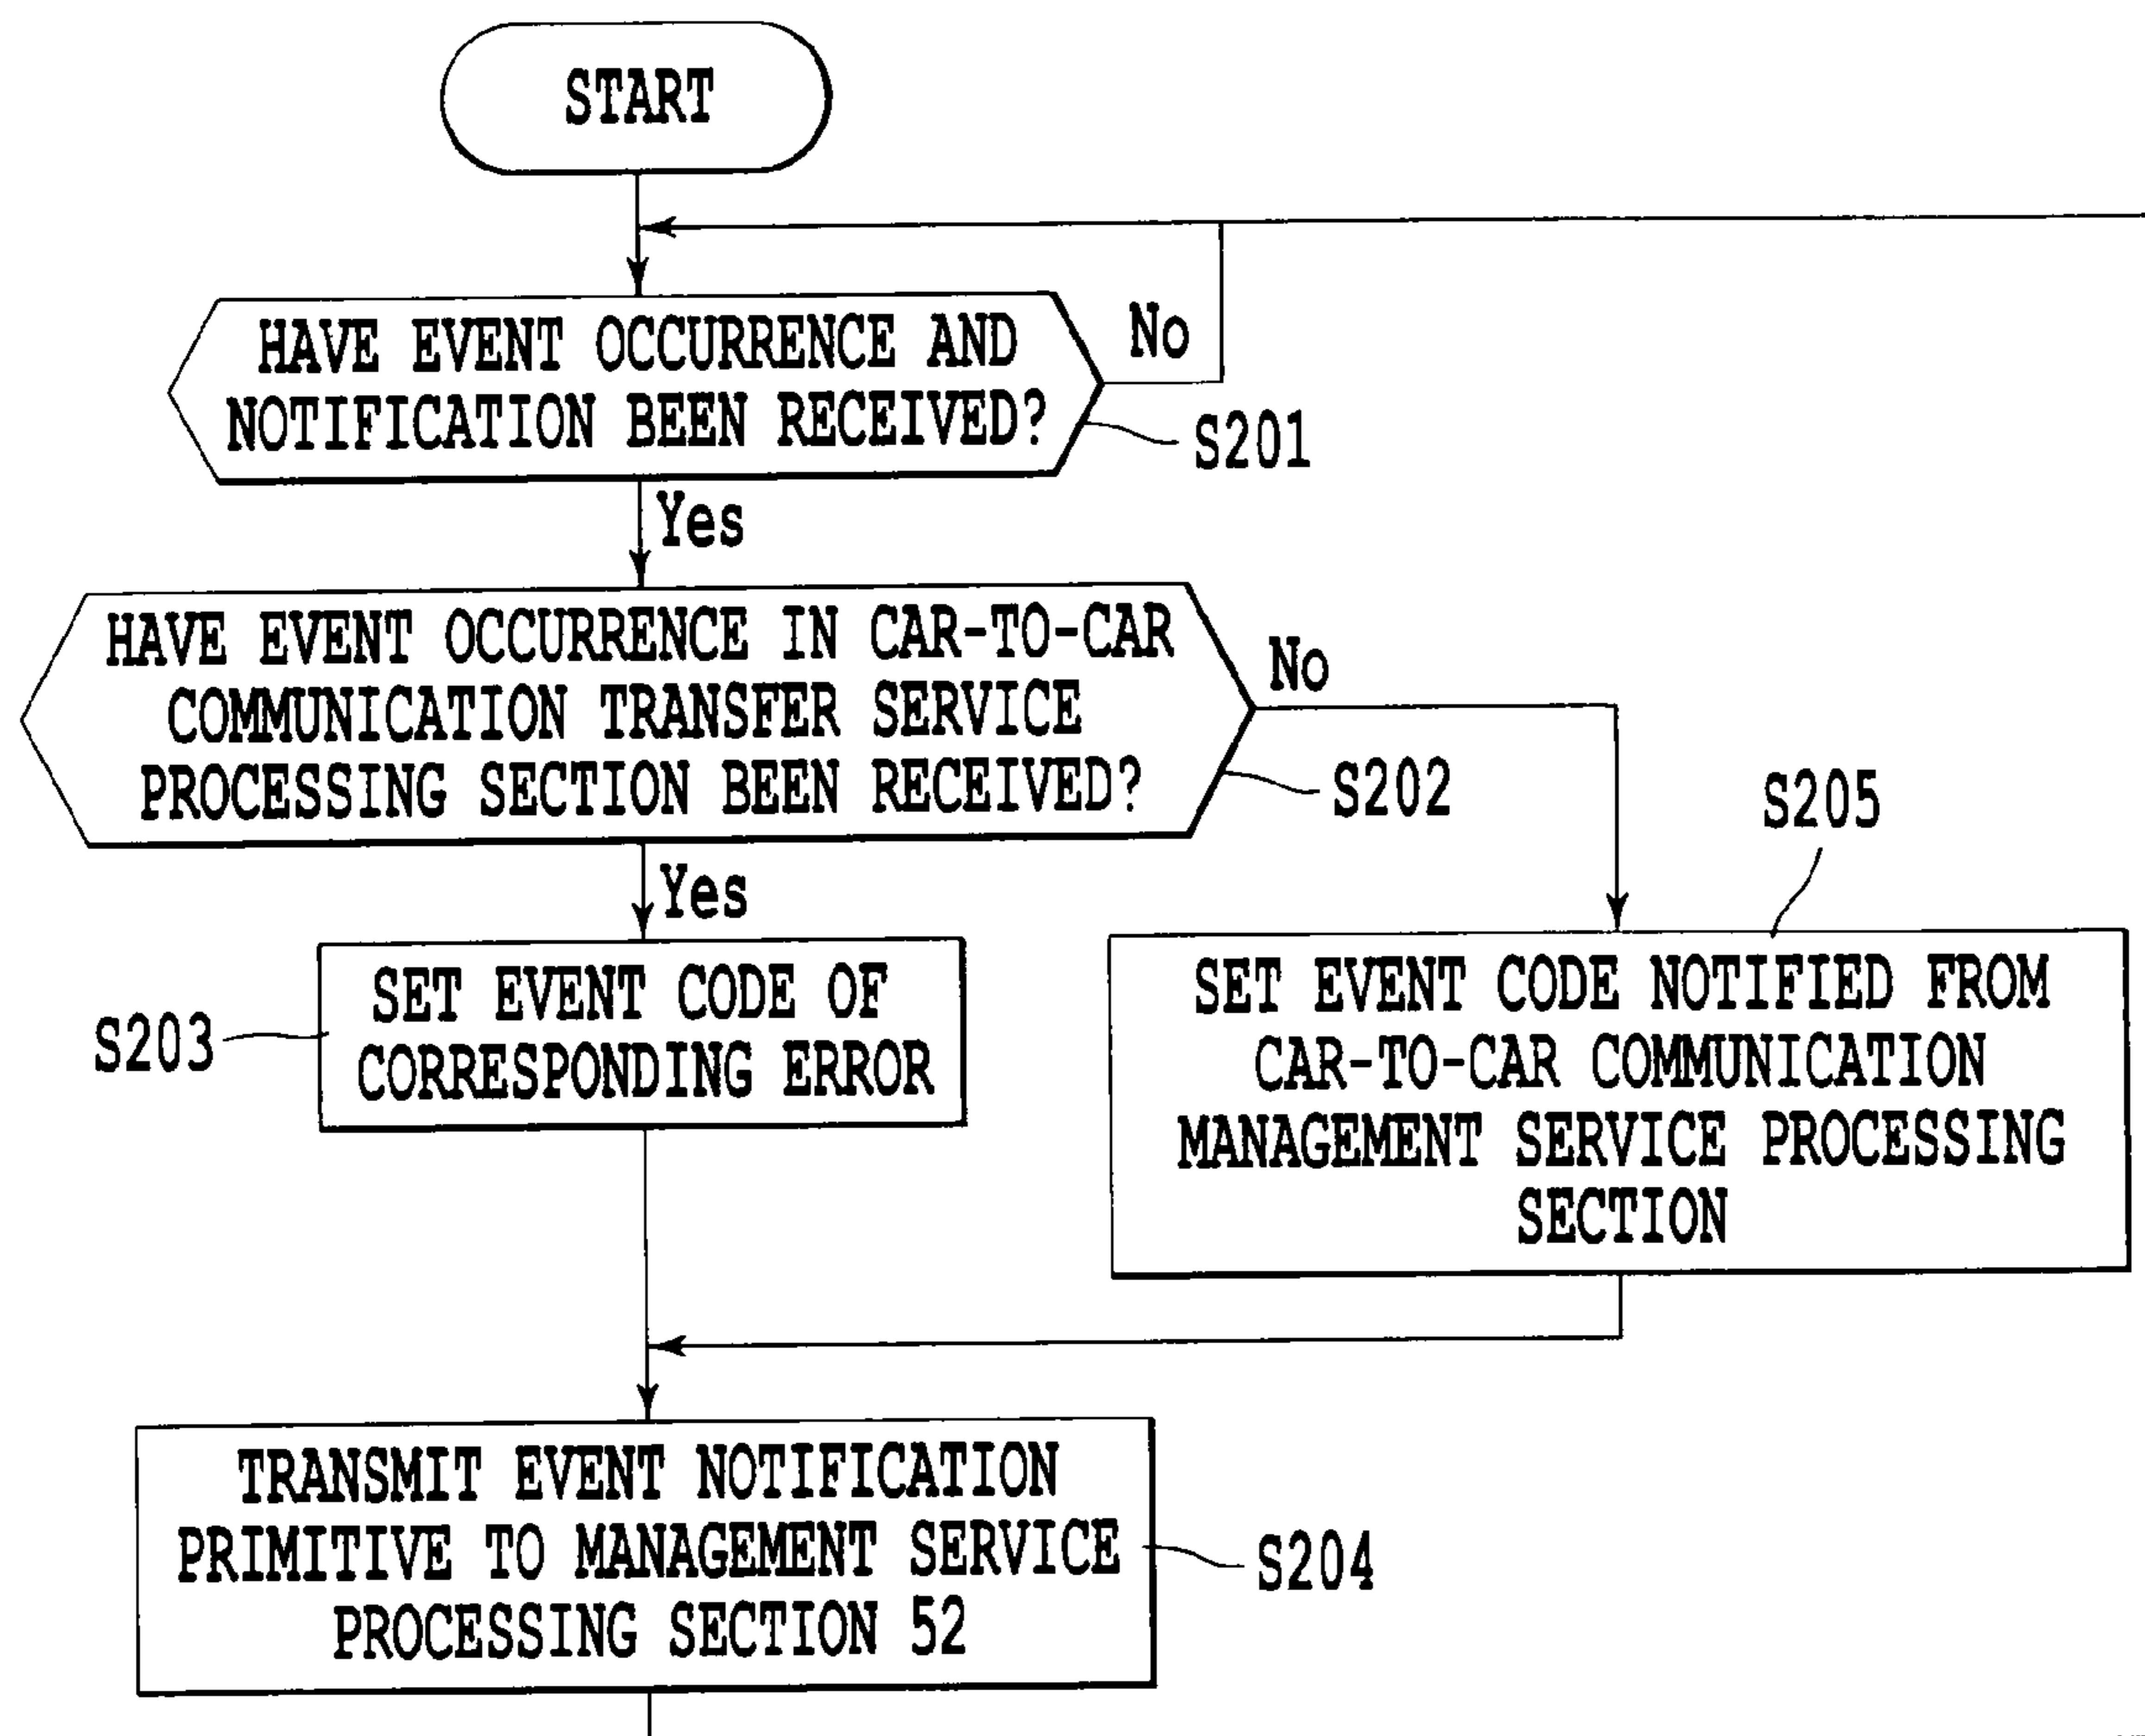 START
HAVE EVENT OCCURRENCE AND
NOTIFICATION BEEN RECEIVED?
No
S201
Yes
HAVE EVENT OCCURRENCE IN CAR-TO-CAR
COMMUNICATION TRANSFER SERVICE
PROCESSING SECTION BEEN RECEIVED?
No
S202
Yes
S205
SET EVENT CODE OF
CORRESPONDING ERROR
S203
SET EVENT CODE NOTIFIED FROM
CAR-TO-CAR COMMUNICATION
MANAGEMENT SERVICE PROCESSING
SECTION
TRANSMIT EVENT NOTIFICATION
PRIMITIVE TO MANAGEMENT SERVICE
PROCESSING SECTION 52
S204